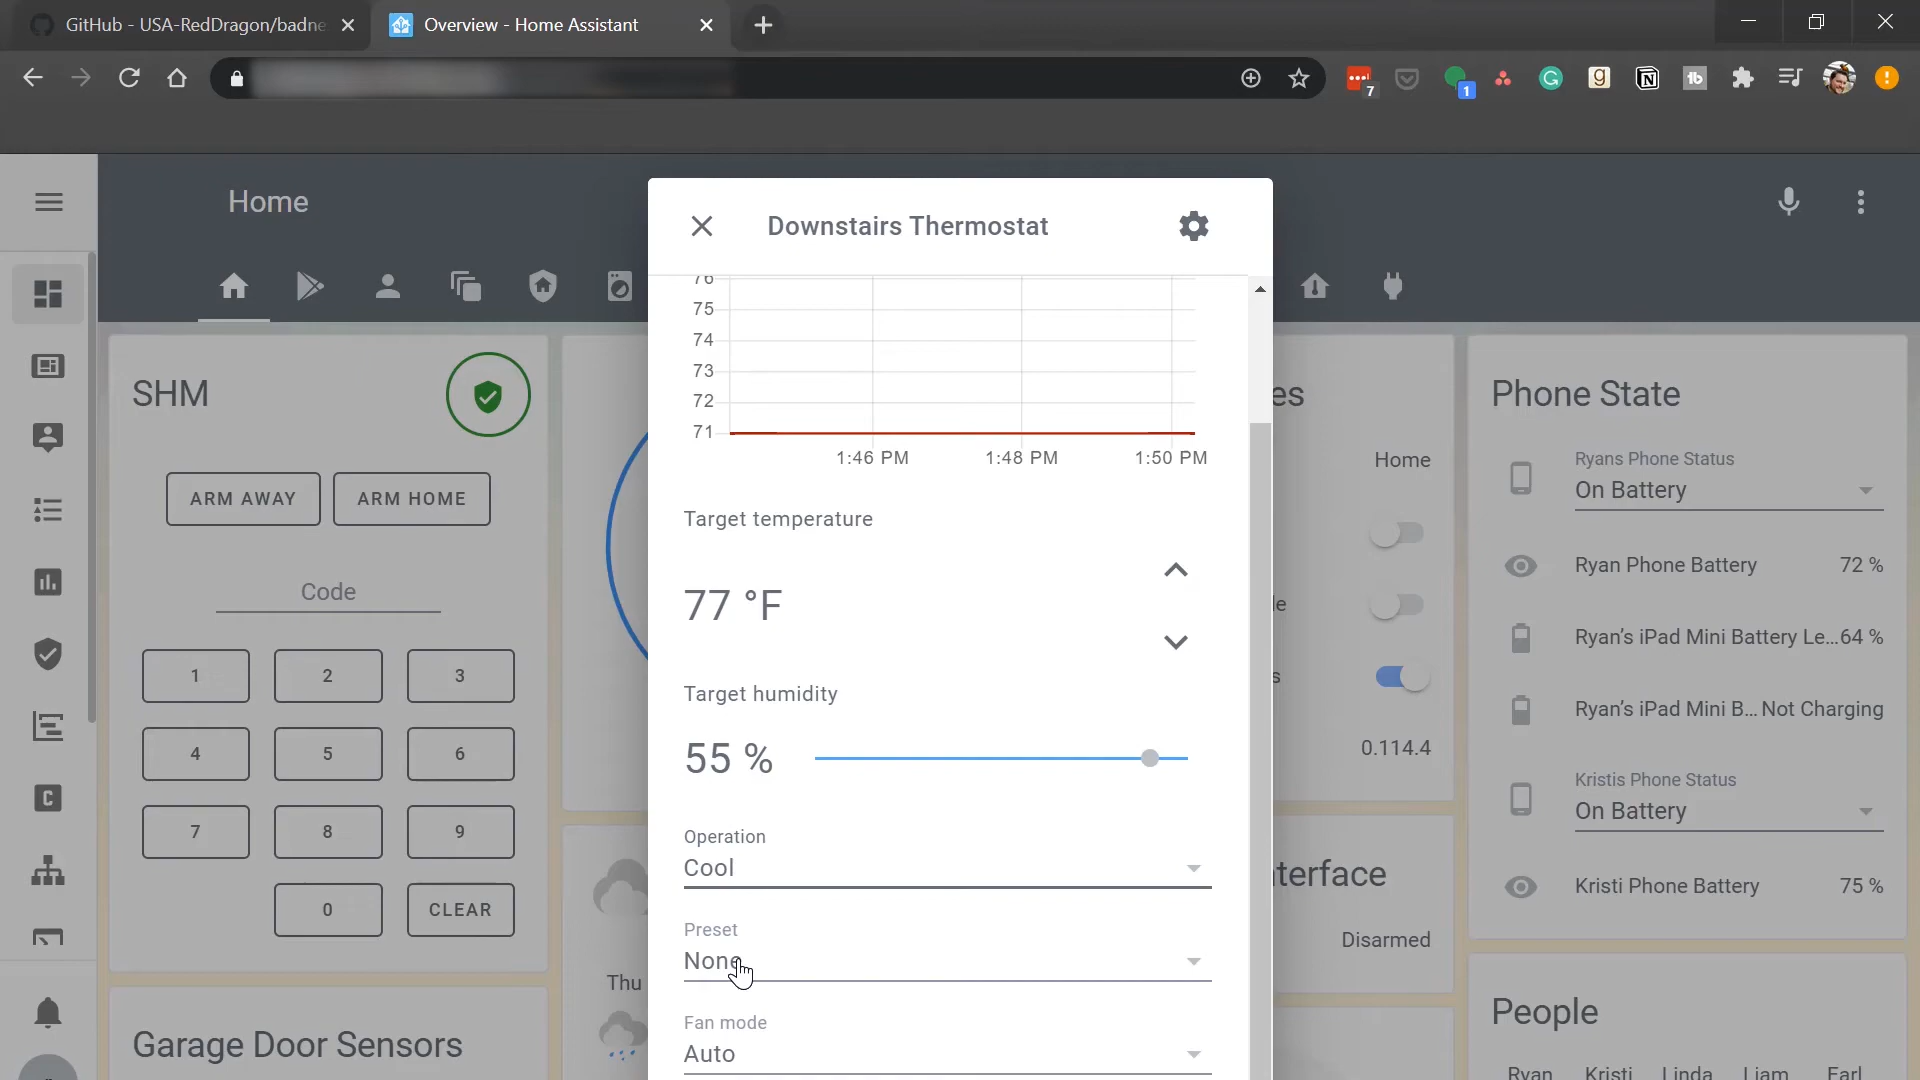 GitHub - USA-RedDragon/badne
Overview - Home Assistant
7
1
Home
Downstairs Thermostat
76
75
74
73
72
71
1:46 PM
1:48 PM
1:50 PM
Target temperature
77 °F
Target humidity
55 %
Operation
Cool
Preset
None
Fan mode
Auto
SHM
ARM AWAY
ARM HOME
Code
1
2
3
4
5
6
7
8
9
0
CLEAR
Garage Door Sensors
Thu
es
Home
le
s
0.114.4
terface
Disarmed
Phone State
Ryans Phone Status
On Battery
Ryan Phone Battery 72 %
Ryan's iPad Mini Battery Le...64 %
Ryan's iPad Mini B... Not Charging
Kristis Phone Status
On Battery
Kristi Phone Battery 75 %
People
Ryan Kristi Linda Liam Earl